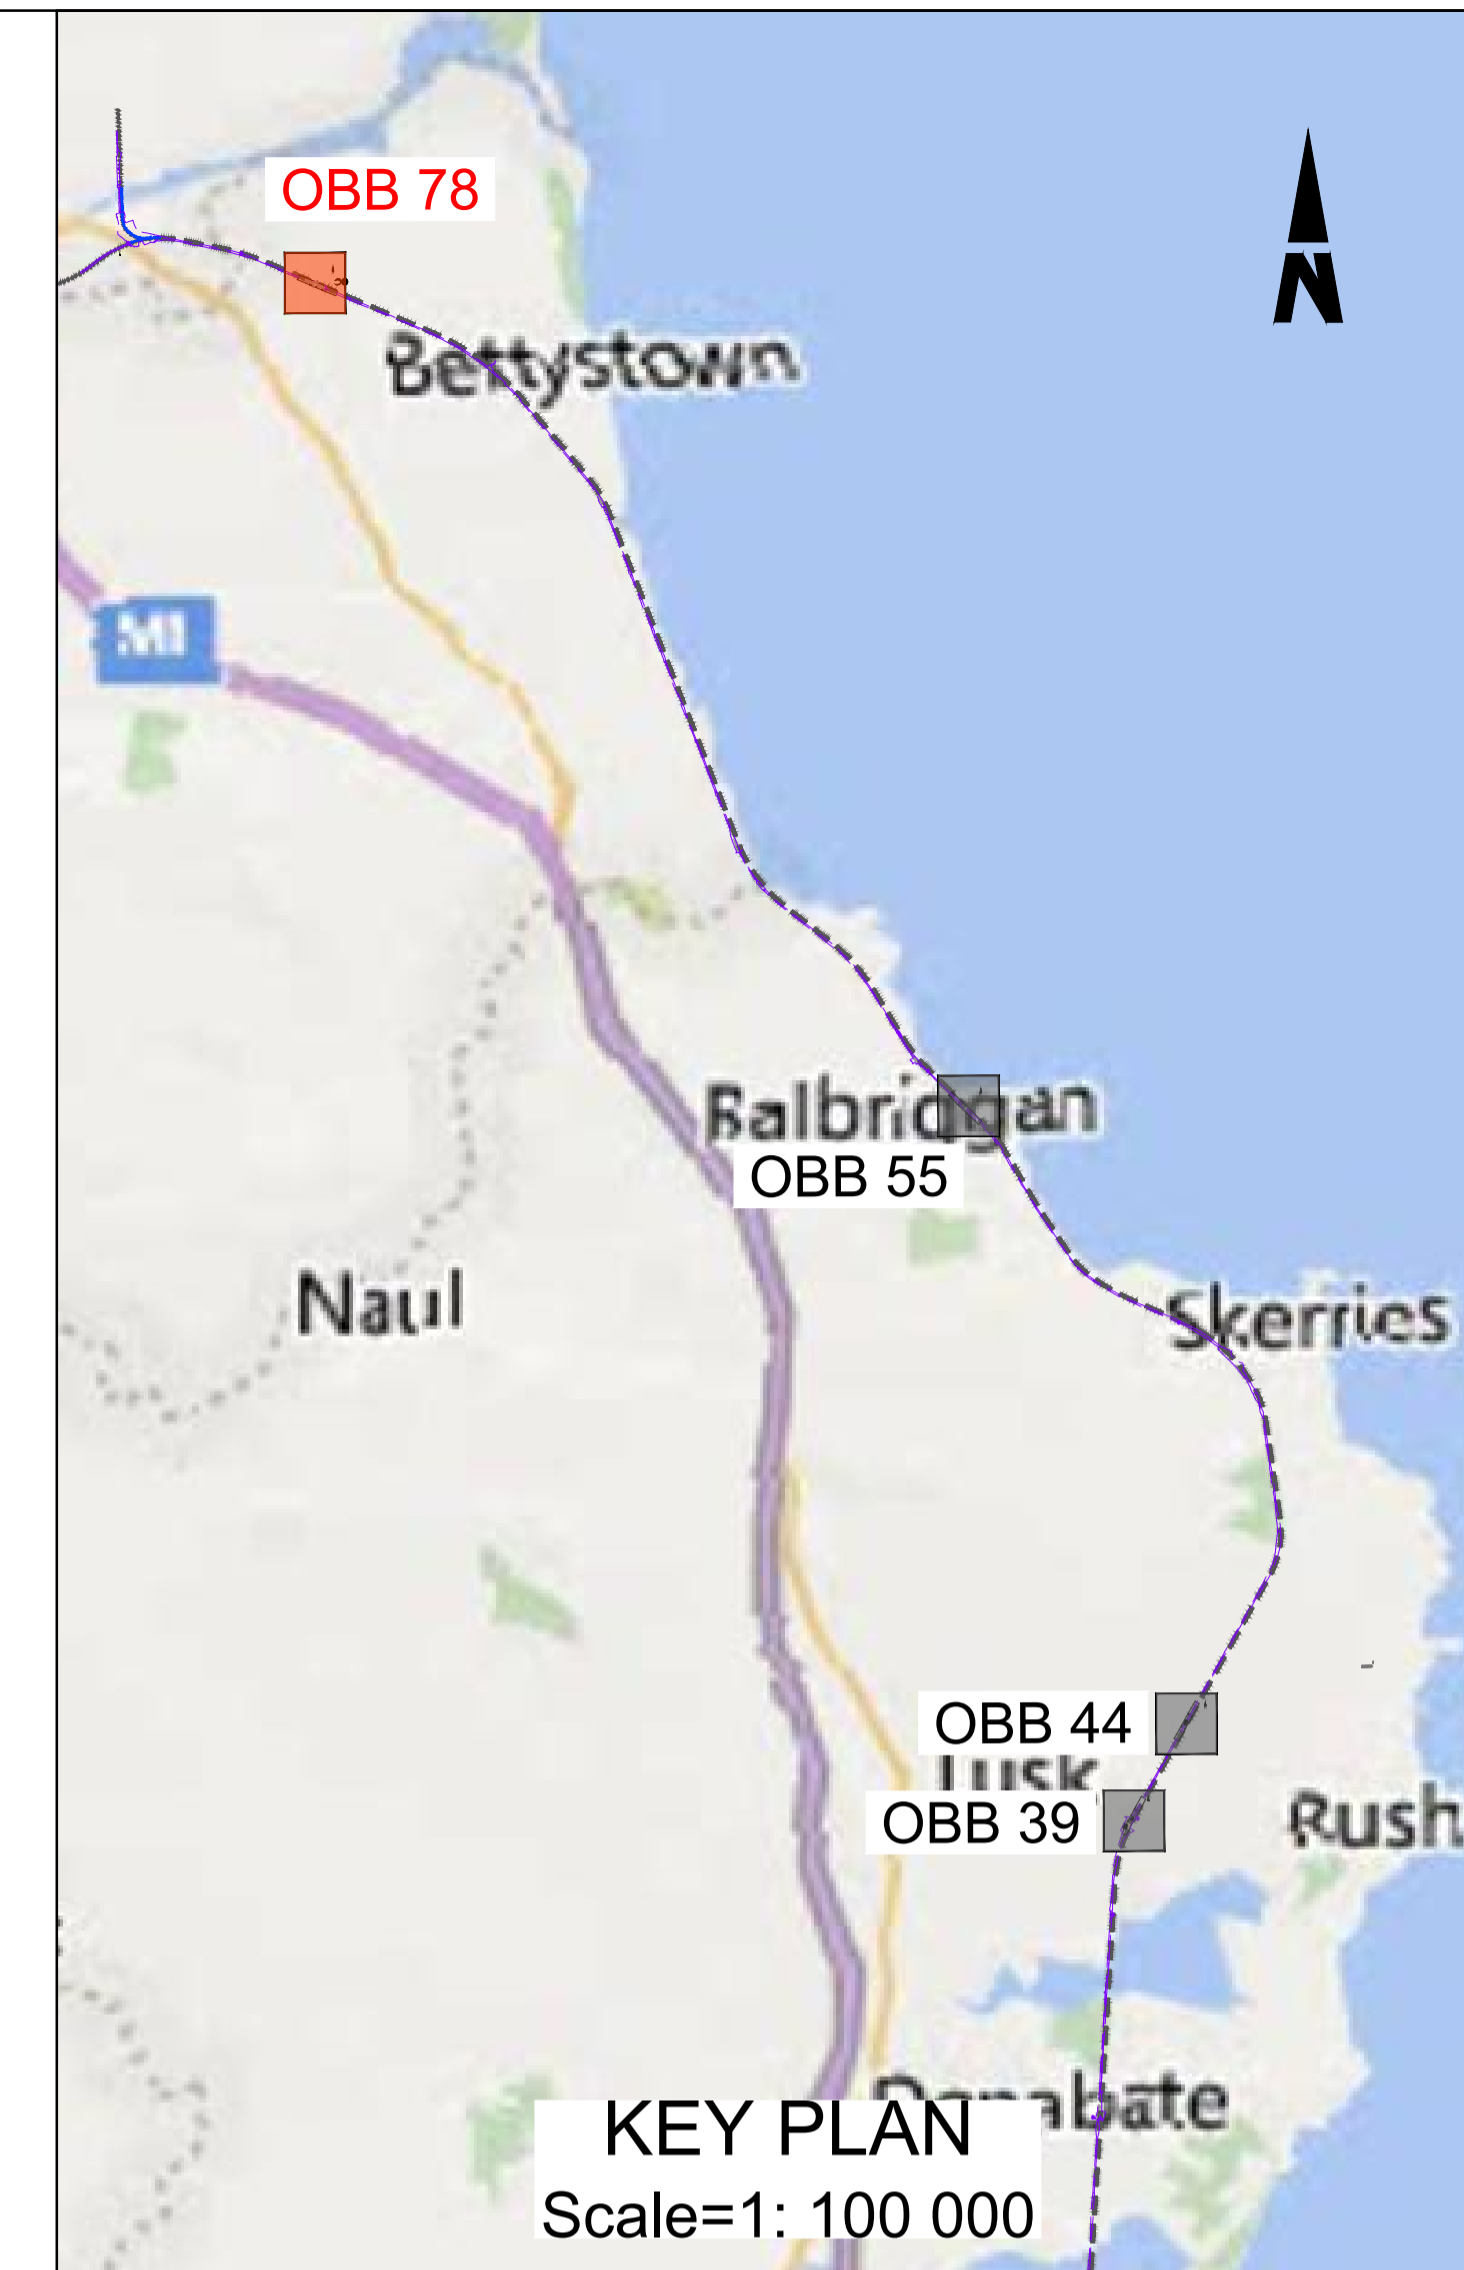 OBB 78
N
Bettystown
M1
Balbriggan
OBB 55
Naul
Skerries
OBB 44
Lusk
OBB 39
Rush
Donabate
KEY PLAN
Scale=1: 100 000